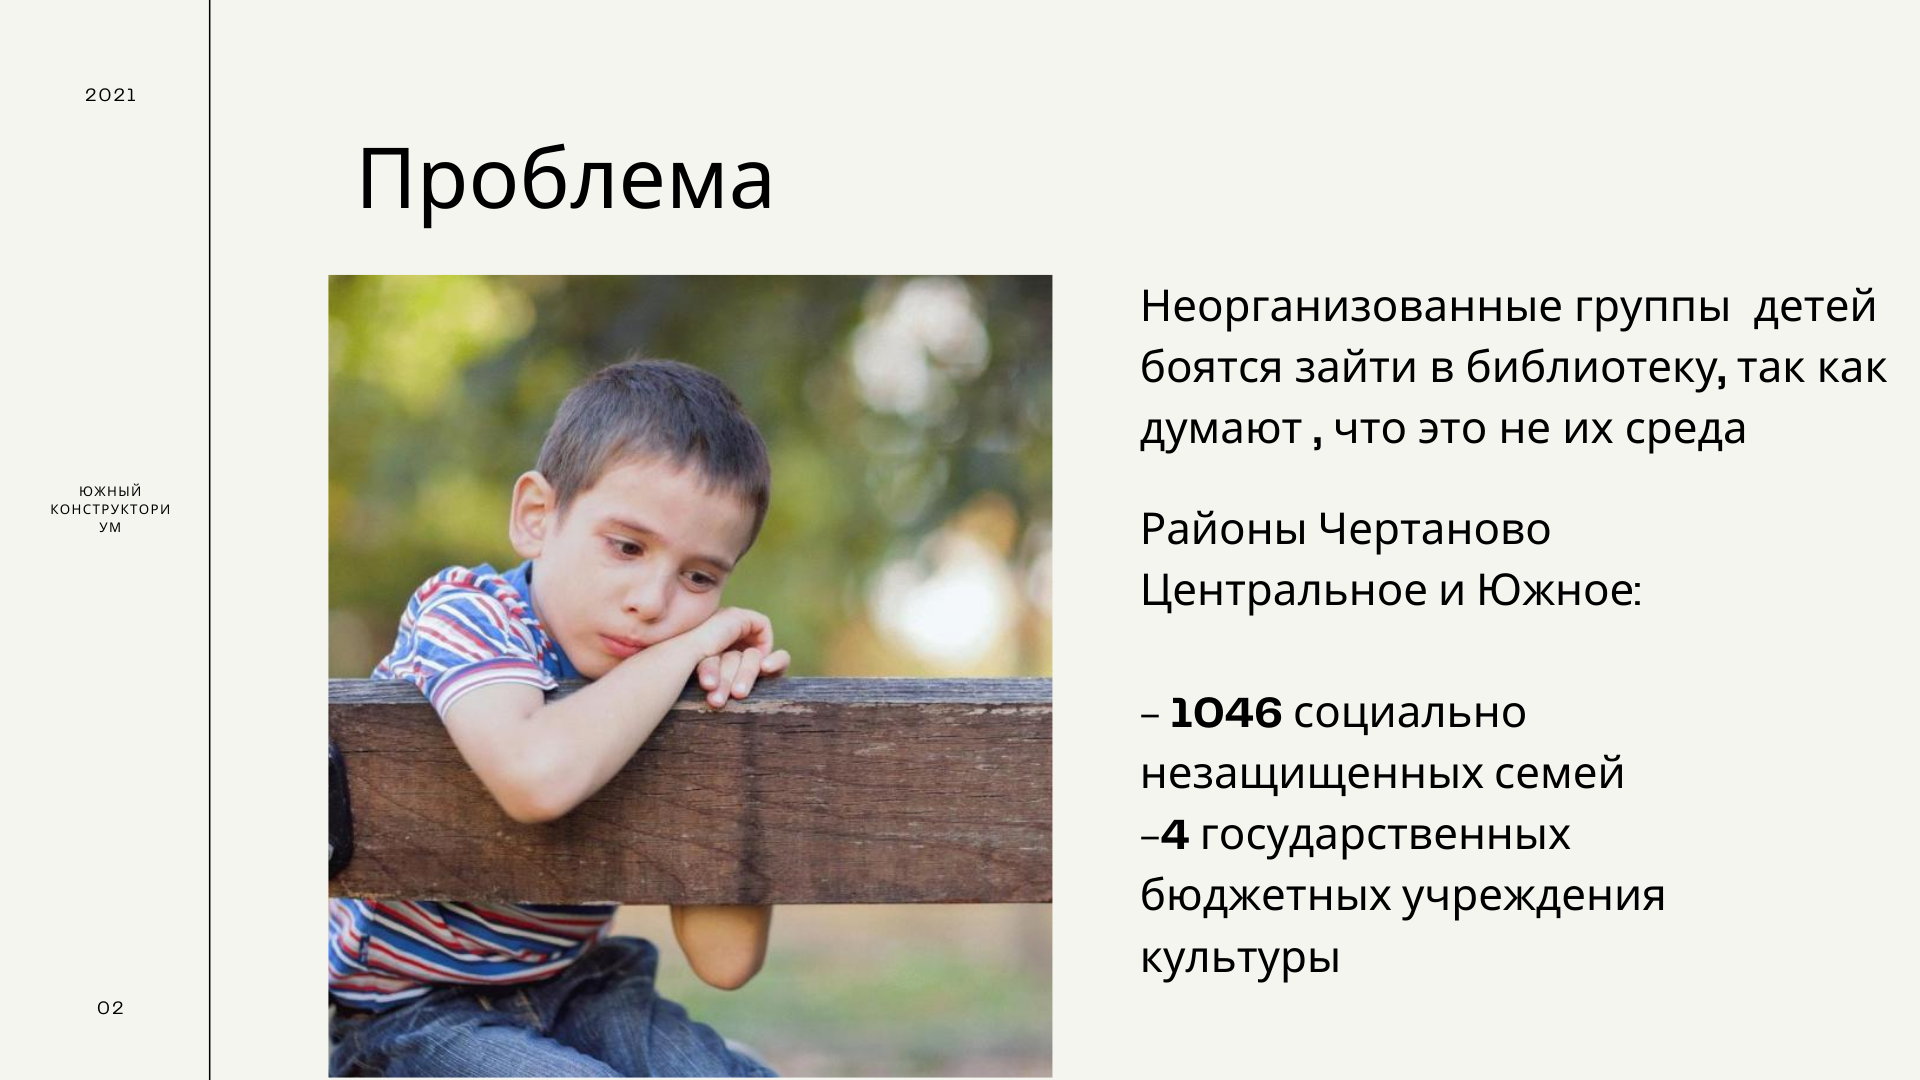 2021
Проблема
Неорганизованные группы  детей
боятся зайти в библиотеку, так как
думают , что это не их среда
Районы Чертаново
Центральное и Южное:
– 1046 социально
незащищенных семей
–4 государственных
бюджетных учреждения
культуры
ЮЖНЫЙ
КОНСТРУКТОРИ
УМ
02